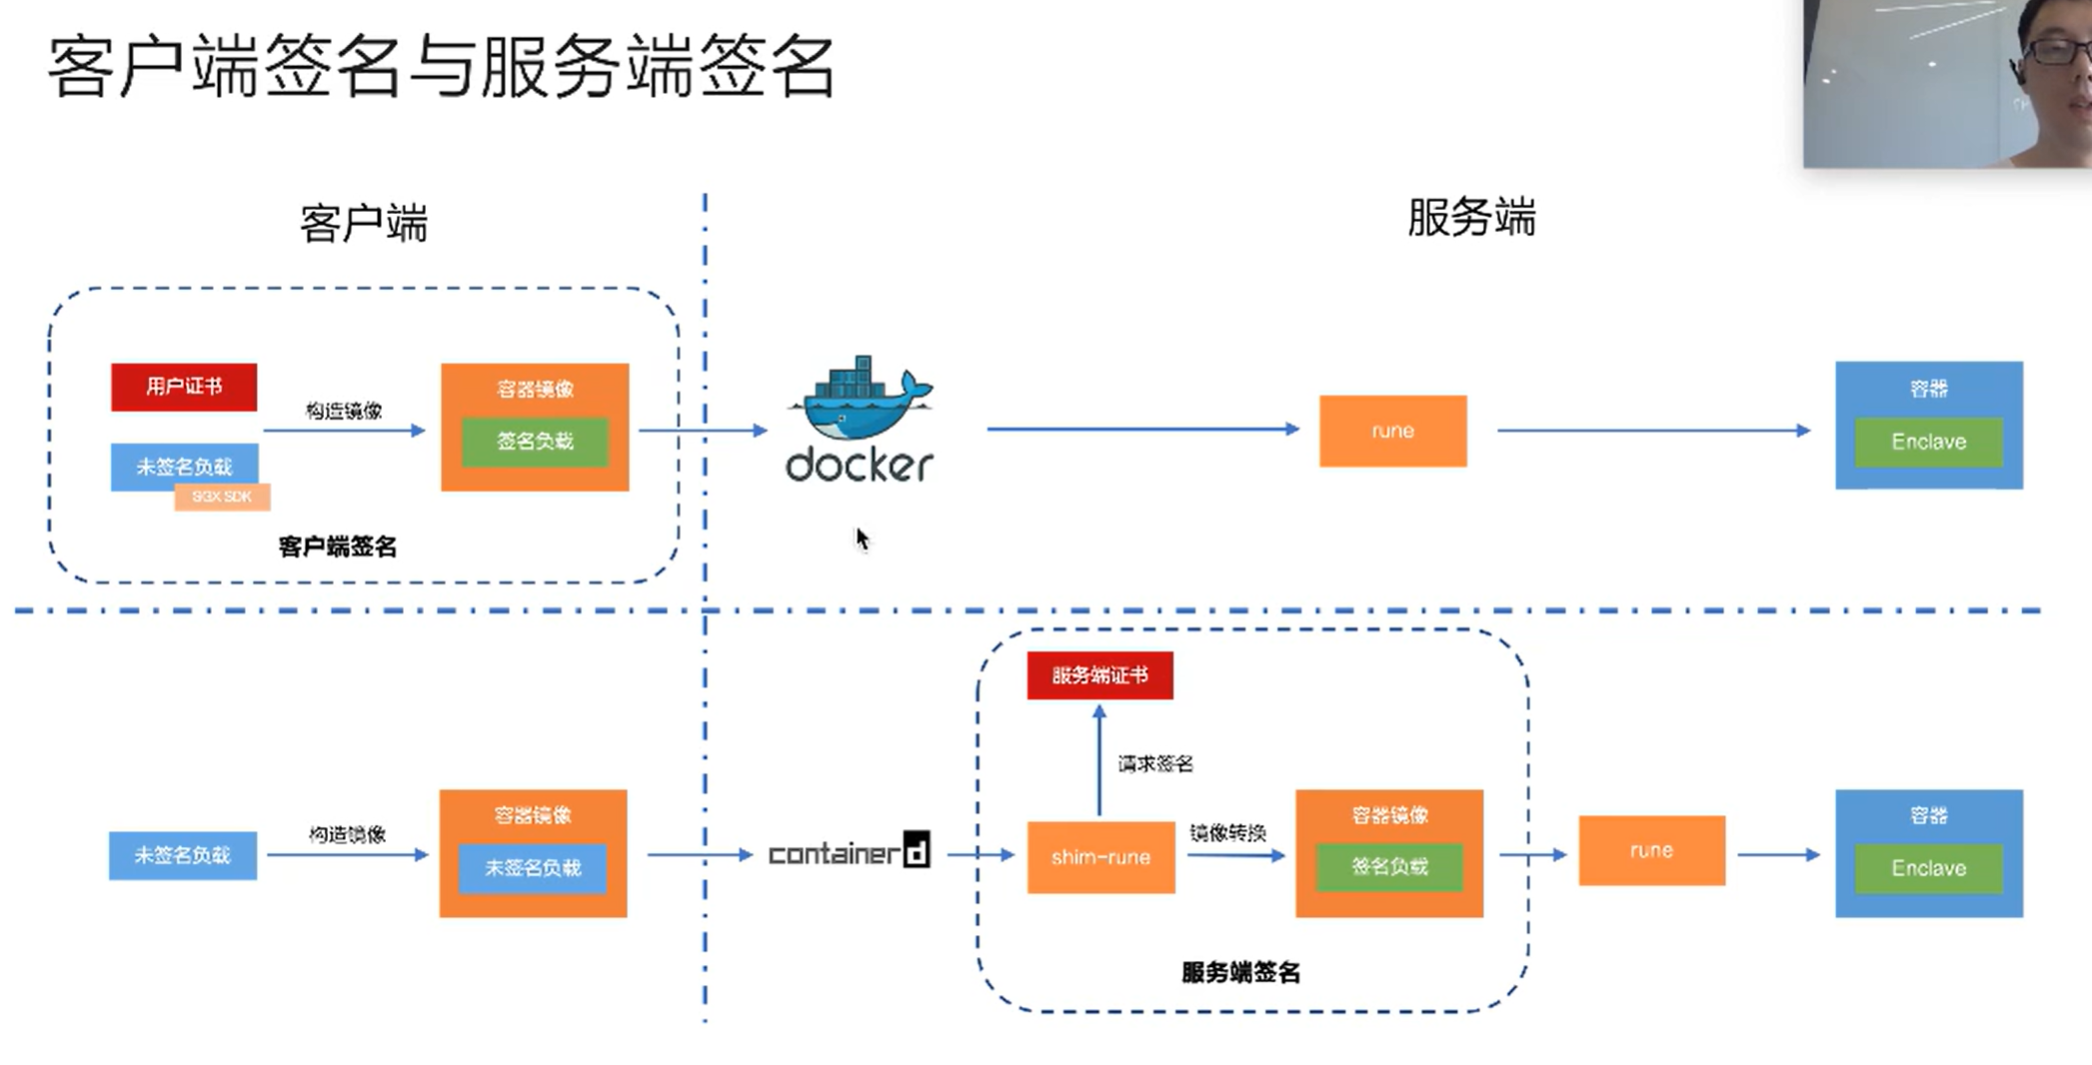 客户端签名与服务端签名
客户端
服务端
用户证书
构造镜像
未签名负载
SGX SDK
容器镜像
签名负载
客户端签名
docker
rune
容器
Enclave
服务端证书
请求签名
未签名负载
构造镜像
容器镜像
未签名负载
containerd
shim-rune
镜像转换
容器镜像
签名负载
服务端签名
rune
容器
Enclave